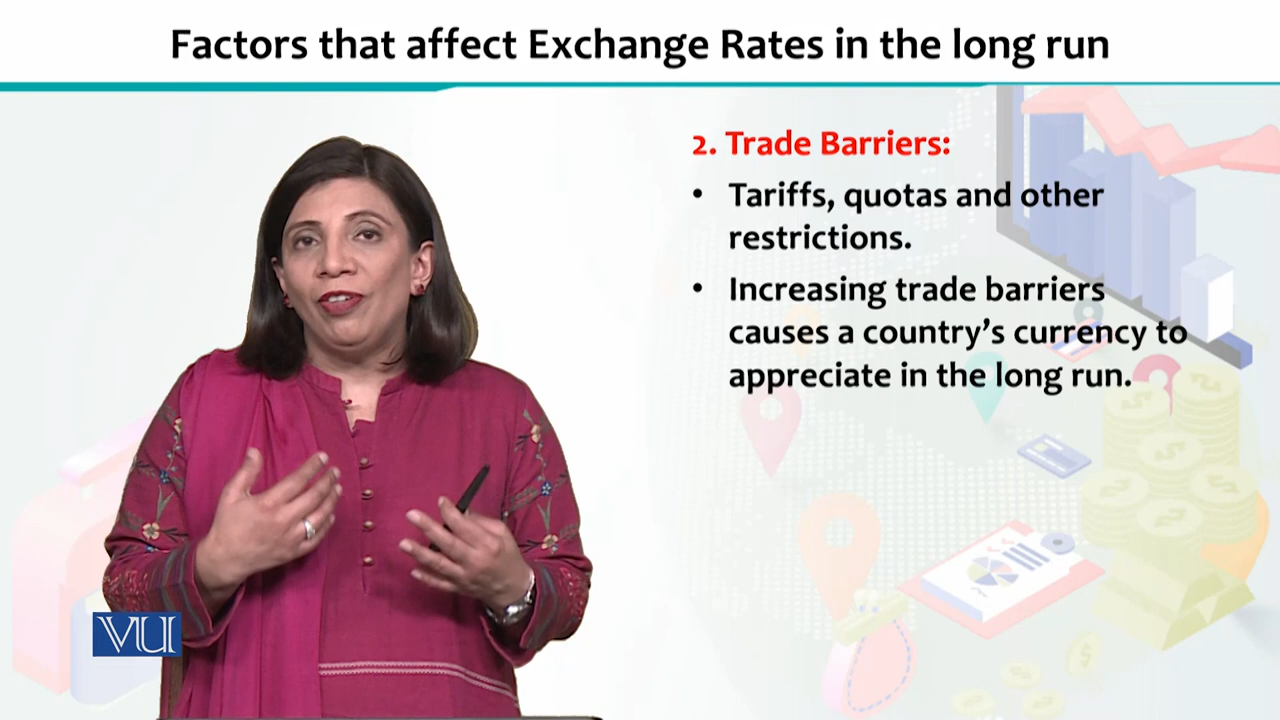 Factors that affect Exchange Rates in the long run
2. Trade Barriers:
• Tariffs, quotas and other
restrictions.
• Increasing trade barriers
causes a country's currency to
appreciate in the long run.
VU